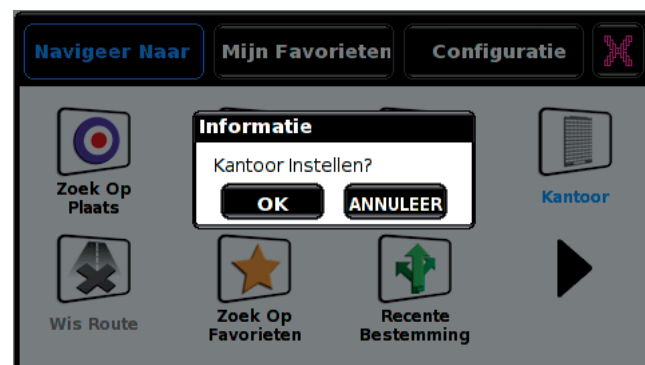 Navigeer Naar
Mijn Favorieten
Configuratie
Informatie
Kantoor Instellen?
OK
ANNULEER
Zoek Op
Plaats
Kantoor
Wis Route
Zoek Op
Favorieten
Recente
Bestemming